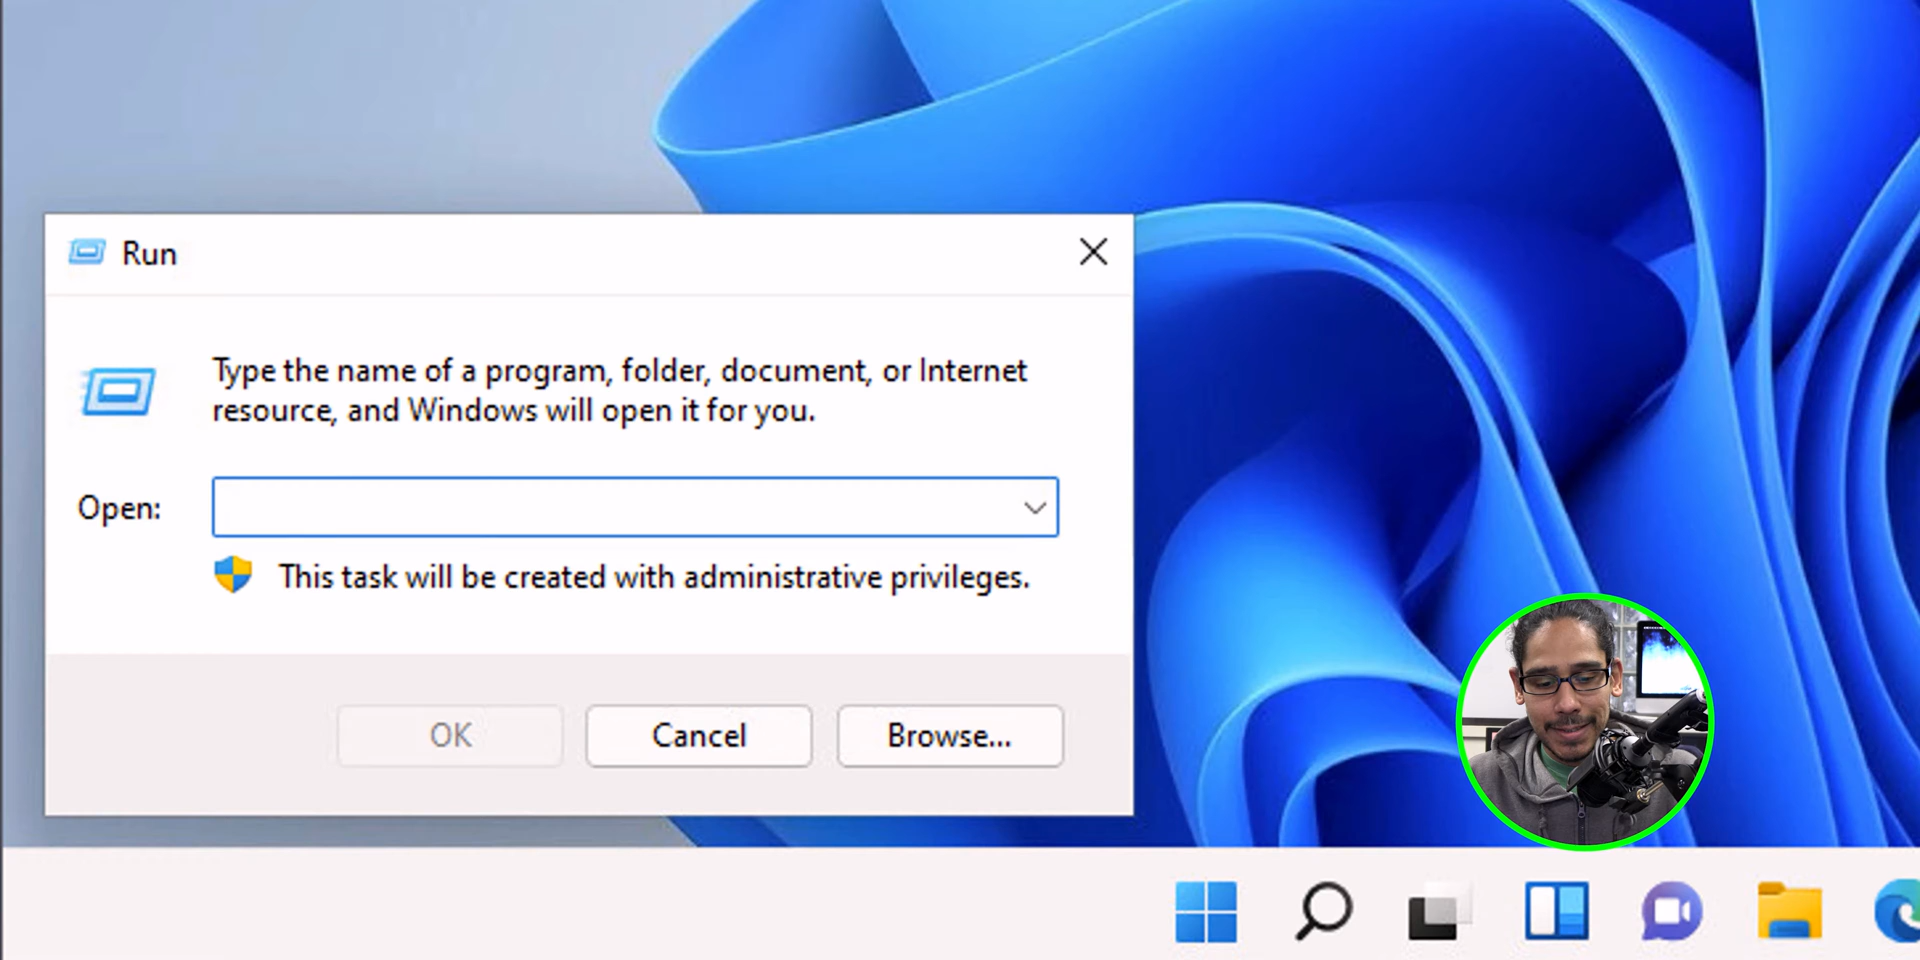 Run
Type the name of a program, folder, document, or Internet
resource, and Windows will open it for you.
Open:
This task will be created with administrative privileges.
OK
Cancel
Browse...